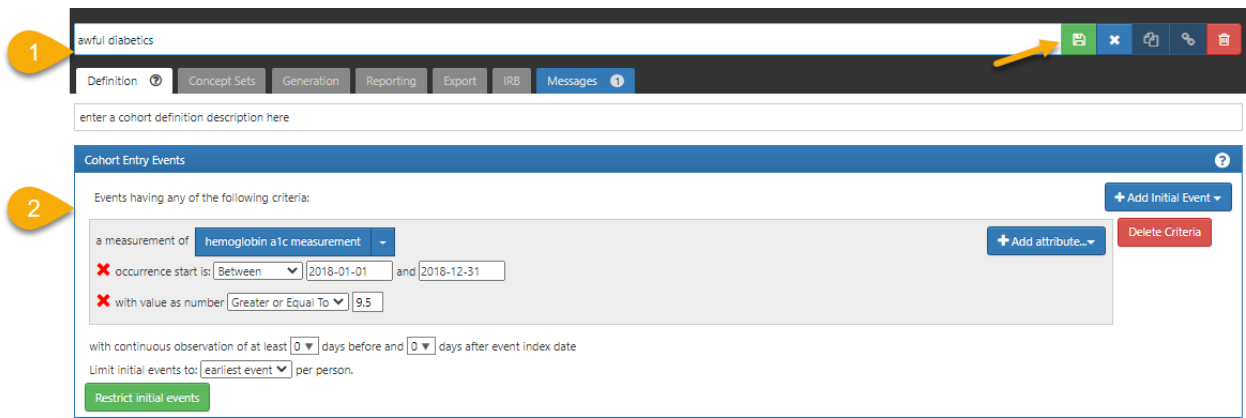 1
awful diabetics
Definition ? Concept Sets Generation Reporting Export IRB Messages 1
enter a cohort definition description here
Cohort Entry Events ?
2
Events having any of the following criteria:
+ Add Initial Event
a measurement of hemoglobin a1c measurement
+ Add attribute...
Delete Criteria
occurrence start is: Between 2018-01-01 and 2018-12-31
with value as number Greater or Equal To 9.5
with continuous observation of at least 0 days before and 0 days after event index date
Limit initial events to: earliest event per person.
Restrict initial events